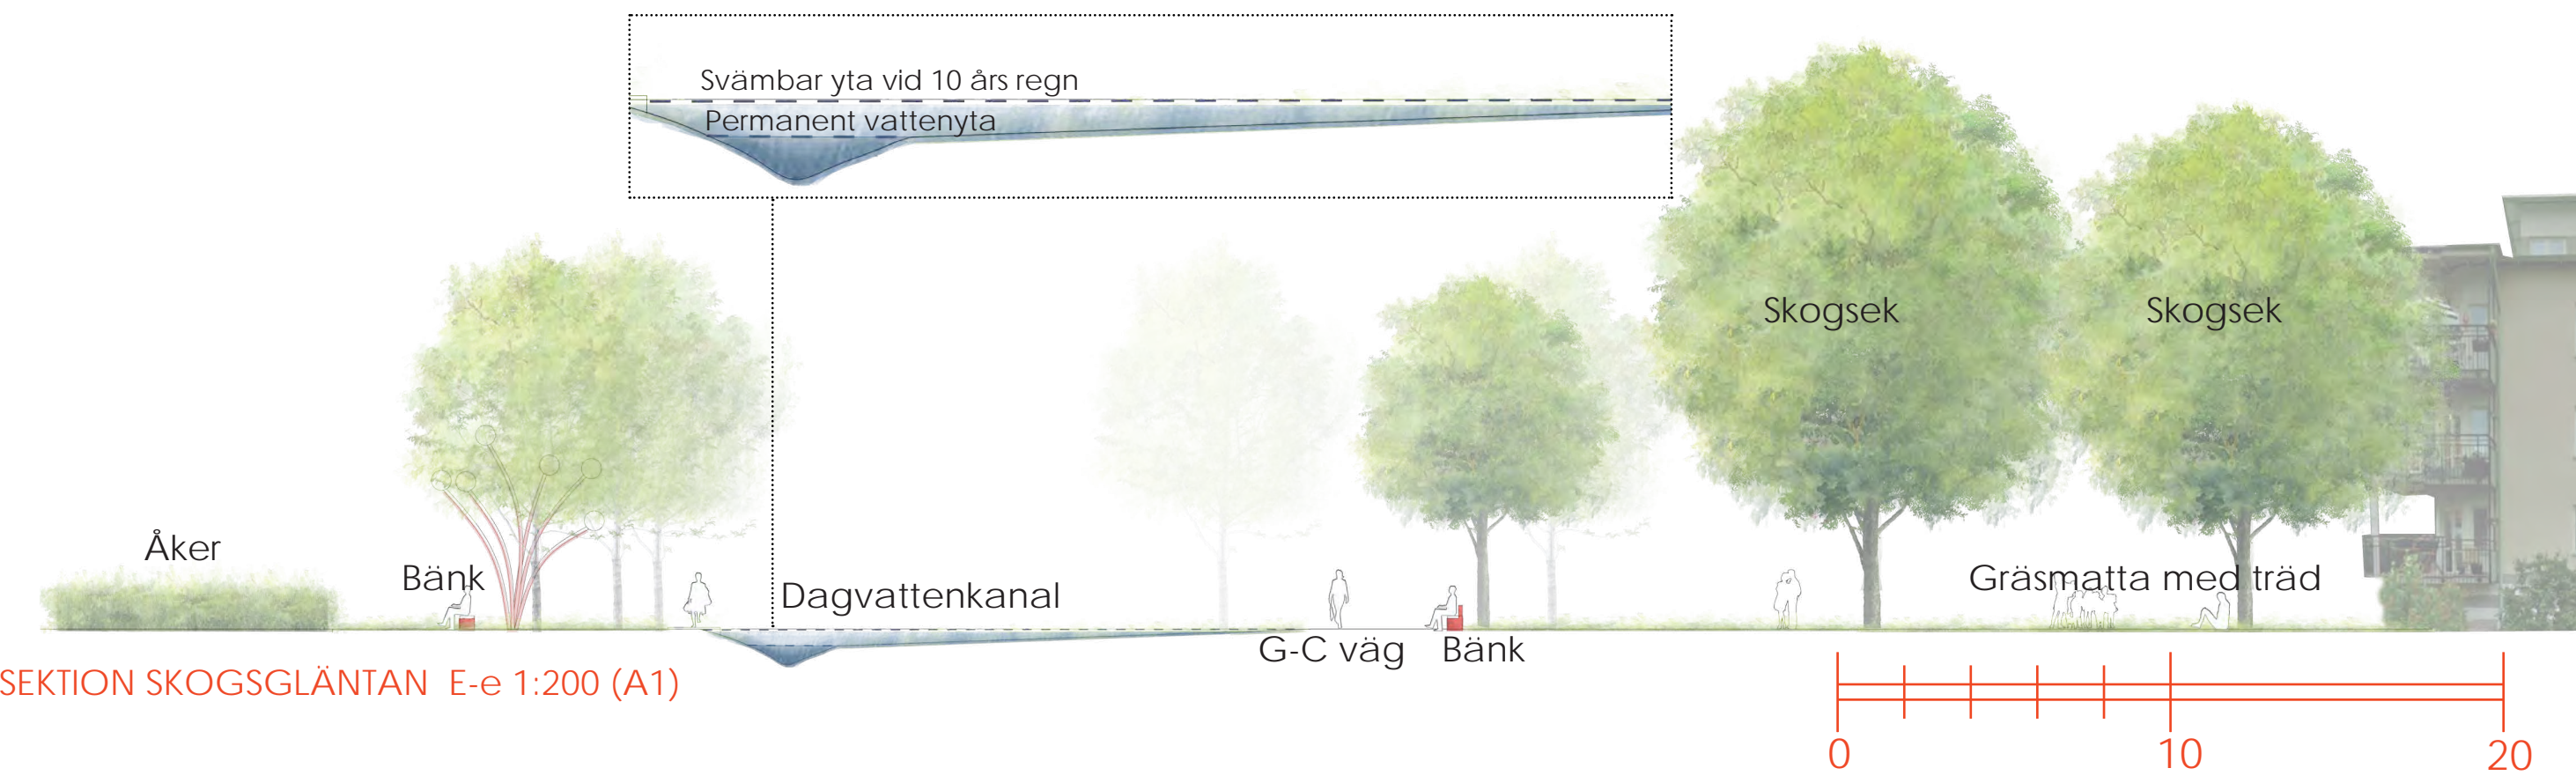 Svämbar yta vid 10 års regn
Permanent vattenyta
Skogsek
Skogsek
Åker
Bänk
Dagvattenkanal
Gräsmatta med träd
G-C väg
Bänk
SEKTION SKOGSGLÄNTAN E-e 1:200 (A1)
0
10
20